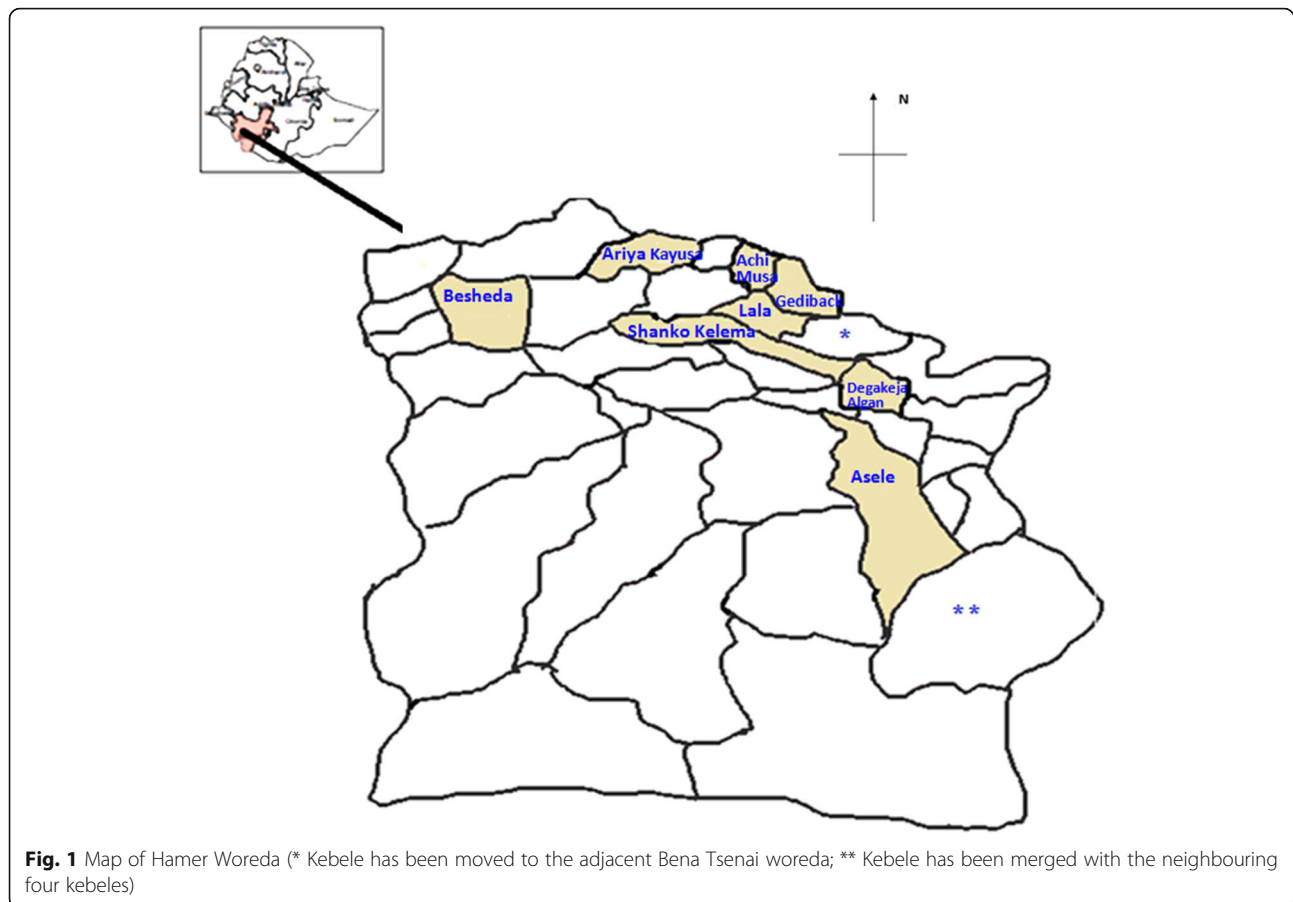 N
Ariya Kayusa
Achi
Musa
Besheda
Gediback
Lala
Shanko Kelema
*
Degakeja
Algan
Asele
**
Fig. 1 Map of Hamer Woreda (* Kebele has been moved to the adjacent Bena Tsenai woreda; ** Kebele has been merged with the neighbouring
four kebeles)